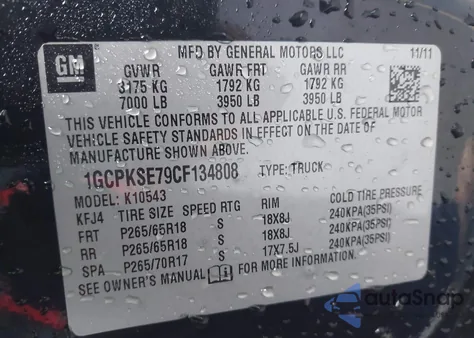 GM
MFD BY GENERAL MOTORS LLC 11/11
GVWR GAWR FRT GAWR RR
3175 KG 1792 KG 1792 KG
7000 LB 3950 LB 3950 LB
THIS VEHICLE CONFORMS TO ALL APPLICABLE U.S. FEDERAL MOTOR
VEHICLE SAFETY STANDARDS IN EFFECT ON THE DATE OF
MANUFACTURE SHOWN ABOVE.
1GCPKSE79CF134808 TYPE: TRUCK
MODEL: K10543
KFJ4 TIRE SIZE SPEED RTG RIM COLD TIRE PRESSURE
FRT P265/65R18 S 18X8J 240KPA(35PSI)
RR P265/65R18 S 18X8J 240KPA(35PSI)
SPA P265/70R17 S 17X7.5J 240KPA(35PSI)
SEE OWNER'S MANUAL FOR MORE INFORMATION.
autoSnap